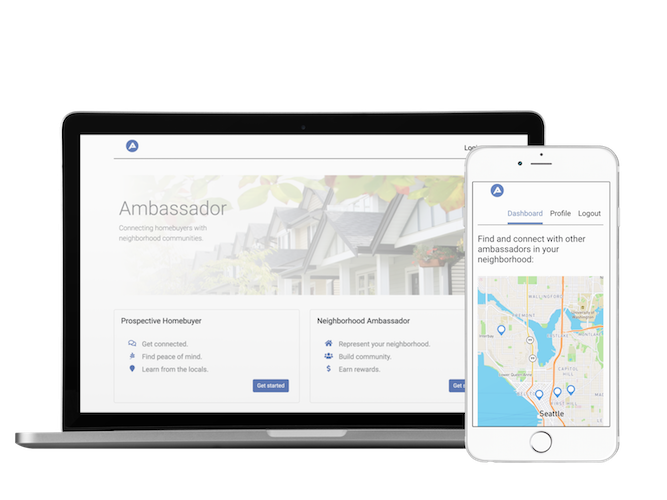 Ambassador
Connecting homebuyers with
neighborhood communities.
Prospective Homebuyer
Get connected.
Find peace of mind.
Learn from the locals.
Get started
Neighborhood Ambassador
Represent your neighborhood.
Build community.
Earn rewards.
Get
Dashboard Profile Logout
Find and connect with other
ambassadors in your
neighborhood:
WALLINGFORD
CAPITOL
HILL
Seattle